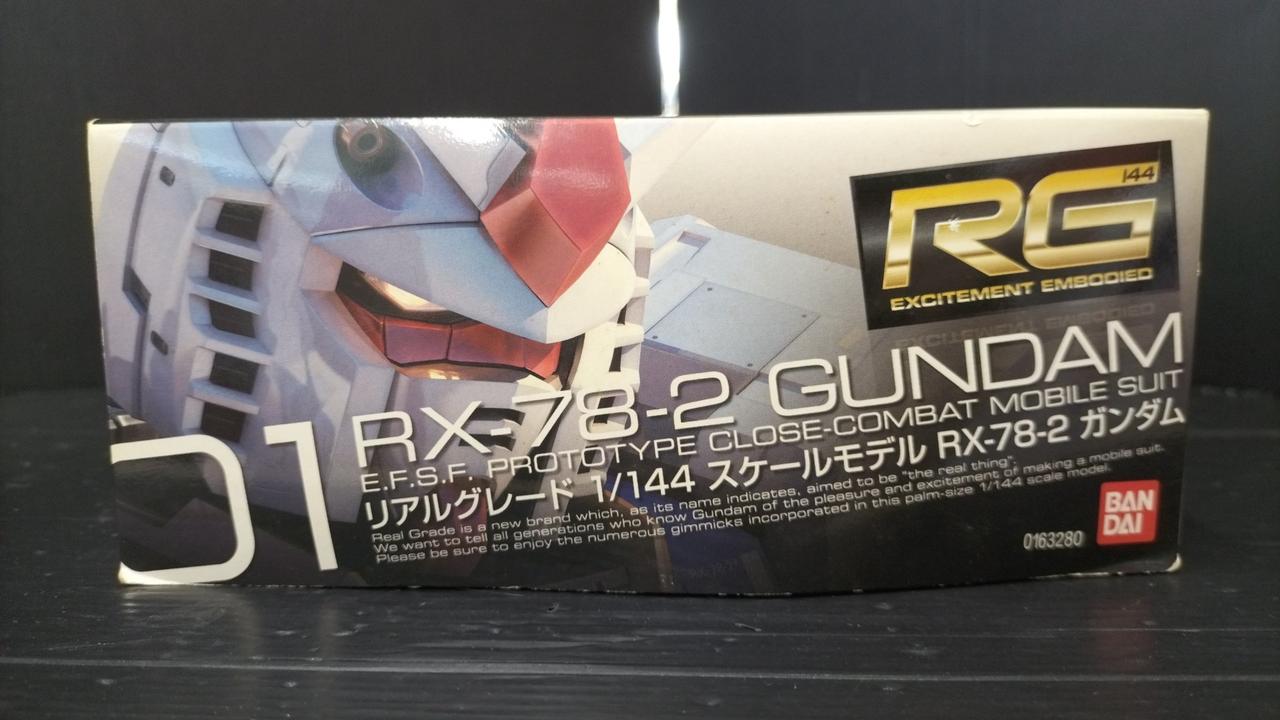 RG
144
EXCITEMENT EMBODIED
01
RX-78-2 GUNDAM
E.F.S.F. PROTOTYPE CLOSE-COMBAT MOBILE SUIT
リアルグレード 1/144 スケールモデル RX-78-2 ガンダム
Real Grade is a new brand which, as its name indicates, aimed to be "the real thing".
We want to tell all generations who know Gundam of the pleasure and excitement of making a mobile suit.
Please be sure to enjoy the numerous gimmicks incorporated in this palm-size 1/144 scale model.
0163280
BAN
DAI